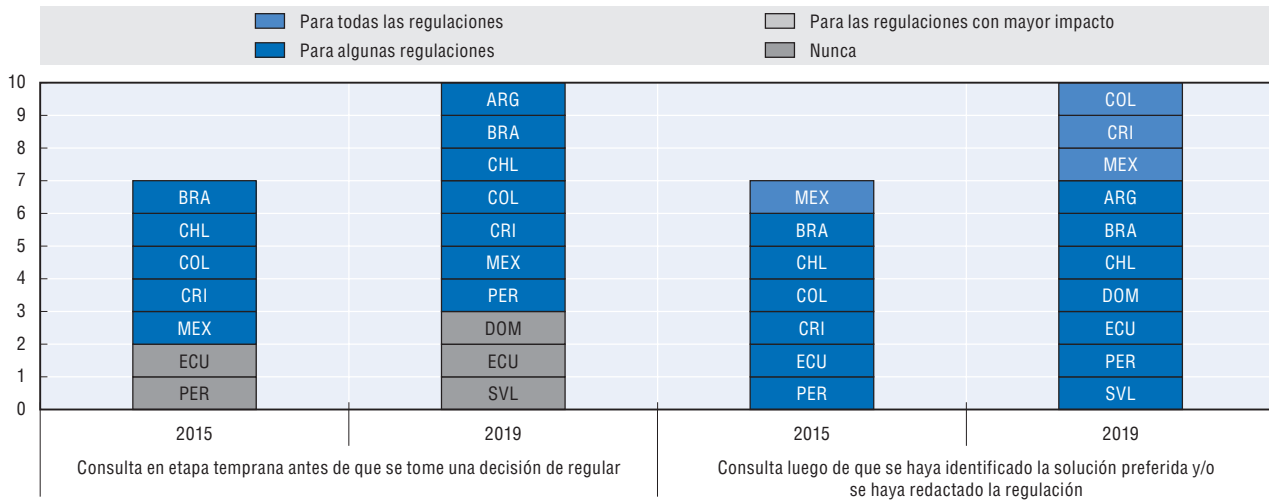 Para todas las regulaciones
Para las regulaciones con mayor impacto
Para algunas regulaciones
Nunca
10
9
8
7
6
5
4
3
2
1
0
BRA
CHL
COL
CRI
MEX
ECU
PER
ARG
BRA
CHL
COL
CRI
MEX
PER
DOM
ECU
SVL
MEX
BRA
CHL
COL
CRI
ECU
PER
COL
CRI
MEX
ARG
BRA
CHL
DOM
ECU
PER
SVL
2015
2019
2015
2019
Consulta en etapa temprana antes de que se tome una decisión de regular
Consulta luego de que se haya identificado la solución preferida y/o
se haya redactado la regulación